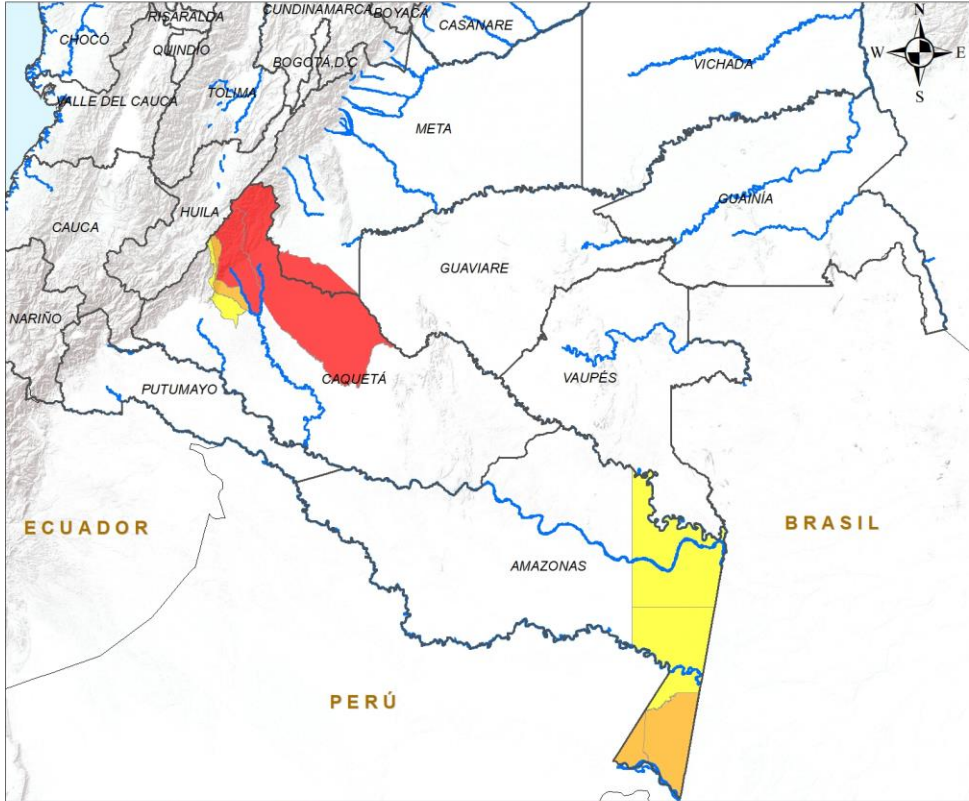 RISARALDA
CUNDINAMARCA
BOYACÁ
CASANARE
N
CHOCÓ
QUINDIO
BOGOTÁ,D.C
W
E
VICHADA
S
VALLE DEL CAUCA
TOLIMA
META
GUAINÍA
HUILA
CAUCA
GUAVIARE
NARIÑO
CAQUETÁ
VAUPÉS
PUTUMAYO
ECUADOR
BRASIL
AMAZONAS
PERÚ